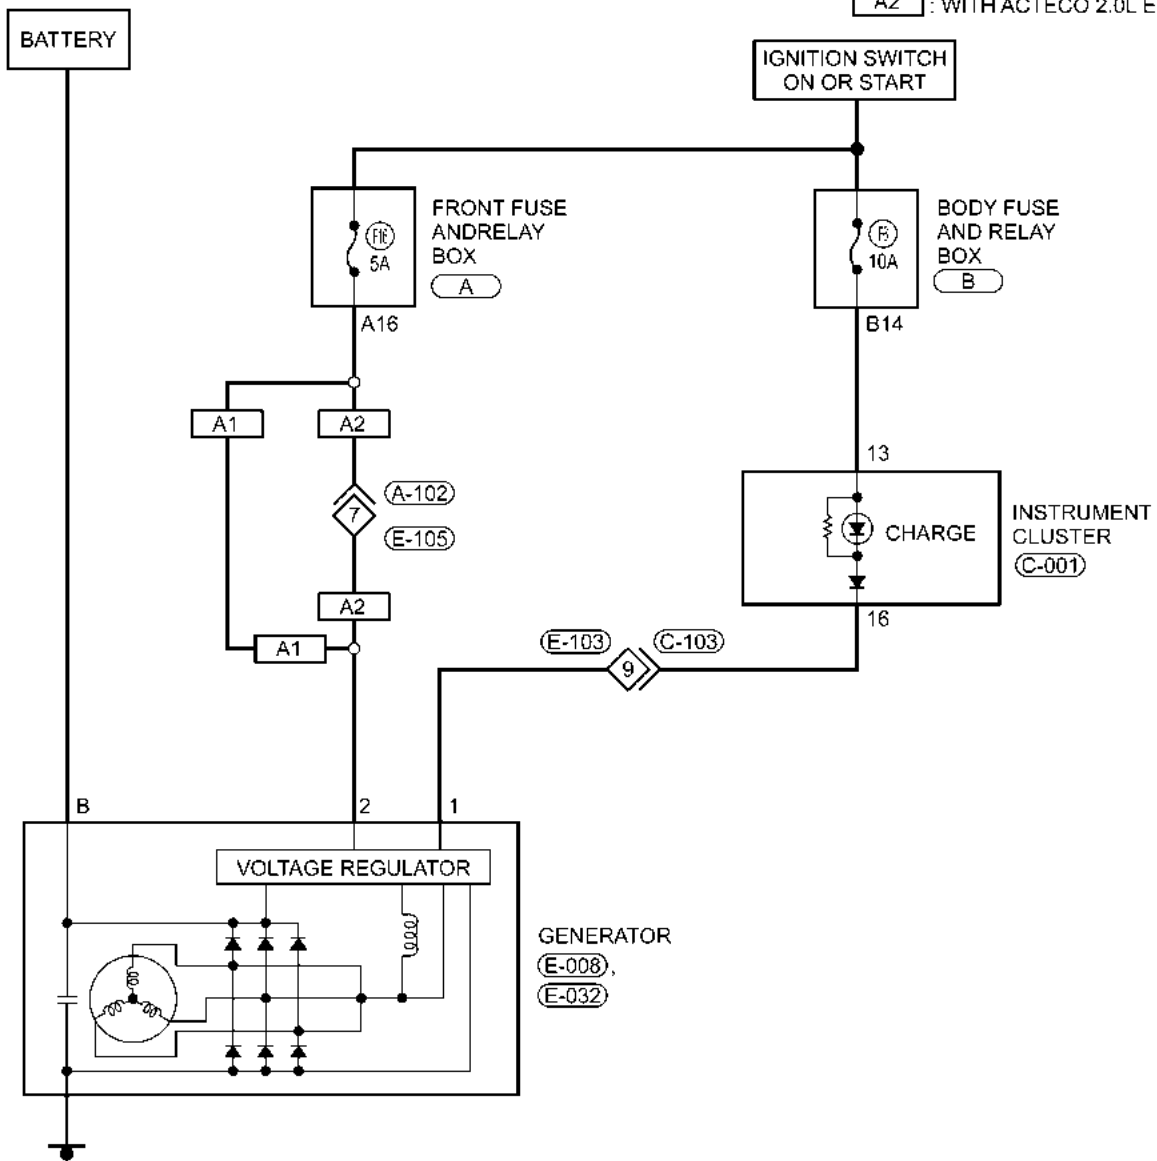 A2 : WITH ACTECO 2.0L E
BATTERY
IGNITION SWITCH
ON OR START
FRONT FUSE
ANDRELAY
BOX
A
F16
5A
A16
BODY FUSE
AND RELAY
BOX
B
10A
B14
A1
A2
A-102
7
E-105
A2
A1
13
CHARGE
INSTRUMENT
CLUSTER
C-001
16
E-103
C-103
9
B
2
1
VOLTAGE REGULATOR
GENERATOR
E-008,
E-032